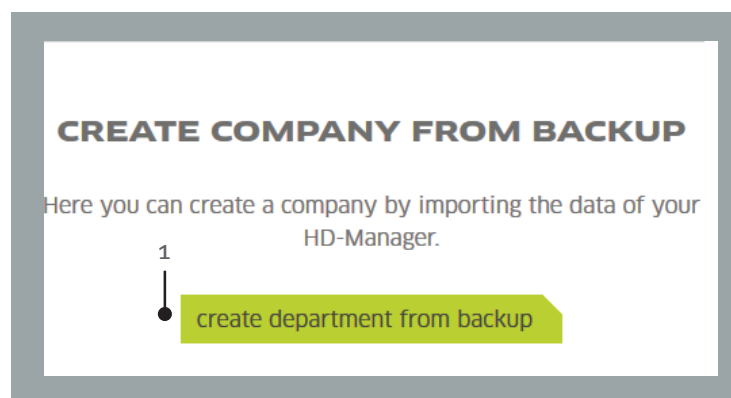 CREATE COMPANY FROM BACKUP
Here you can create a company by importing the data of your
HD-Manager.
1
create department from backup